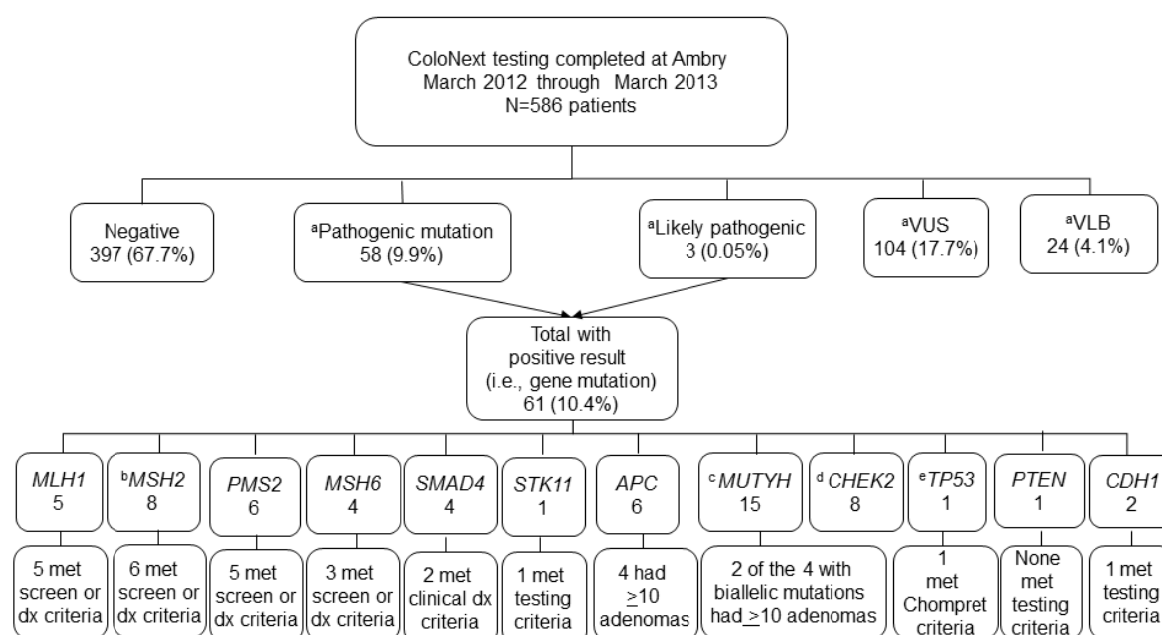 ColoNext testing completed at Ambry
March 2012 through March 2013
N=586 patients
Negative
397 (67.7%)
ªPathogenic mutation
58 (9.9%)
ªLikely pathogenic
3 (0.05%)
ªVUS
104 (17.7%)
ªVLB
24 (4.1%)
Total with
positive result
(i.e., gene mutation)
61 (10.4%)
MLH1
5
ᵇMSH2
8
PMS2
6
MSH6
4
SMAD4
4
STK11
1
APC
6
ᶜMUTYH
15
ᵈ CHEK2
8
ᵉTP53
1
PTEN
1
CDH1
2
5 met
screen or
dx criteria
6 met
screen or
dx criteria
5 met
screen or
dx criteria
3 met
screen or
dx criteria
2 met
clinical dx
criteria
1 met
testing
criteria
4 had
≥10
adenomas
2 of the 4 with
biallelic mutations
had ≥10 adenomas
1
met
Chompret
criteria
None
met
testing
criteria
1 met
testing
criteria